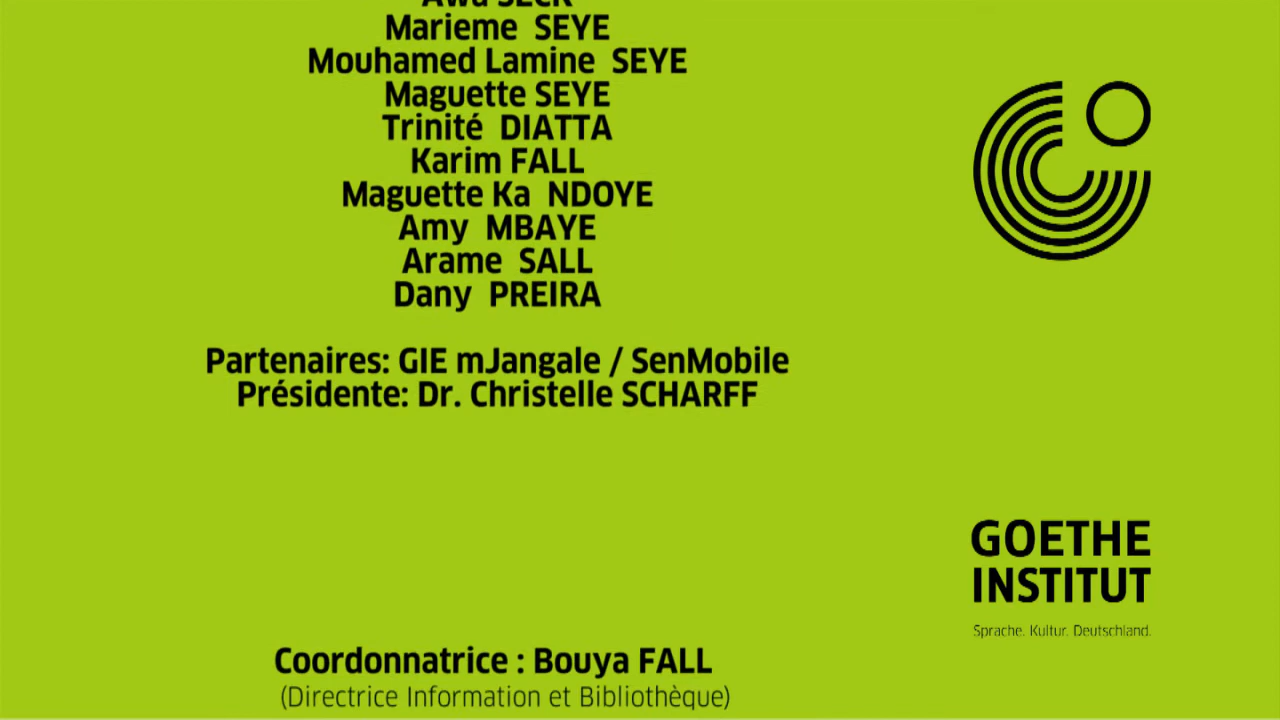 Awa SECK
Marieme SEYE
Mouhamed Lamine SEYE
Maguette SEYE
Trinité DIATTA
Karim FALL
Maguette Ka NDOYE
Amy MBAYE
Arame SALL
Dany PREIRA
Partenaires: GIE mJangale / SenMobile
Présidente: Dr. Christelle SCHARFF
GOETHE
INSTITUT
Sprache. Kultur. Deutschland.
Coordonnatrice : Bouya FALL
(Directrice Information et Bibliothèque)